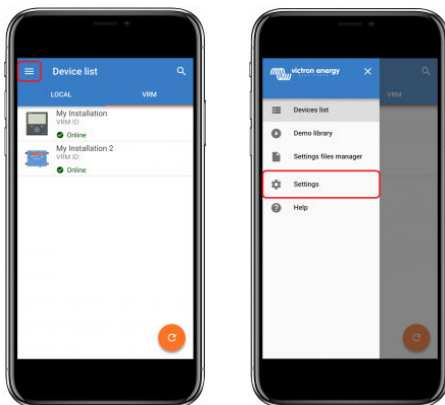 Device list
LOCAL
VRM
My Installation
VRM ID:
Online
My Installation 2
VRM ID:
Online
victron energy
VRM
Devices list
Demo library
Settings files manager
Settings
Help